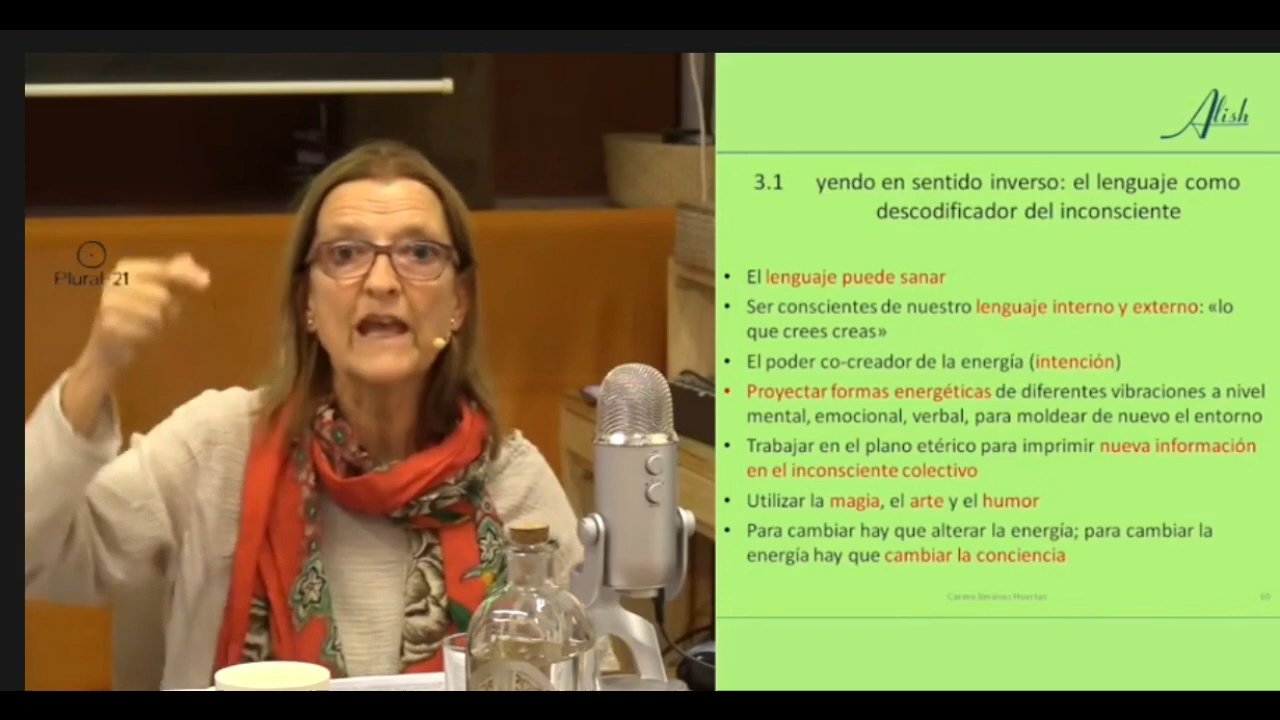 Plural-21
Alish
3.1 yendo en sentido inverso: el lenguaje como
descodificador del inconsciente
• El lenguaje puede sanar
• Ser conscientes de nuestro lenguaje interno y externo: «lo
que crees creas»
• El poder co-creador de la energía (intención)
• Proyectar formas energéticas de diferentes vibraciones a nivel
mental, emocional, verbal, para moldear de nuevo el entorno
• Trabajar en el plano etérico para imprimir nueva información
en el inconsciente colectivo
• Utilizar la magia, el arte y el humor
• Para cambiar hay que alterar la energía; para cambiar la
energía hay que cambiar la conciencia
Carme Jiménez Huertas
60